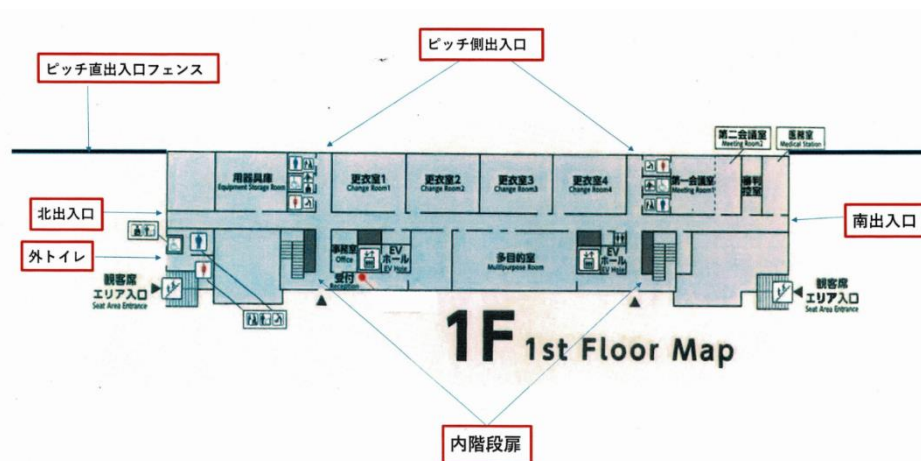 ピッチ側出入口
ピッチ直出入口フェンス
第二会議室
Meeting Room2
医務室
Medical Station
用器具庫
Equipment Storage Room
更衣室1
Change Room1
更衣室2
Change Room2
更衣室3
Change Room3
更衣室4
Change Room4
第一会議室
Meeting Room1
審判
控室
北出入口
南出入口
外トイレ
事務室
Office
EV
ホール
EV Hole
受付
Reception
多目的室
Multipurpose Room
EV
ホール
EV Hole
観客席
エリア入口
Seat Area Entrance
観客席
エリア入口
Seat Area Entrance
1F 1st Floor Map
内階段扉